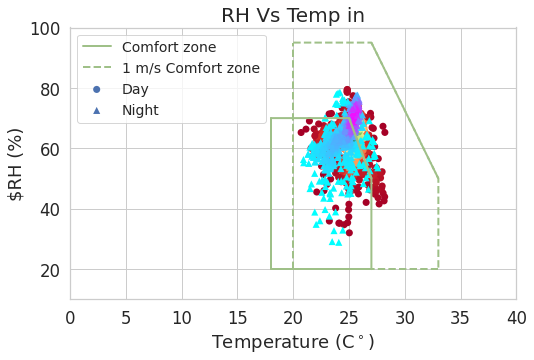 RH Vs Temp in
Comfort zone
1 m/s Comfort zone
Day
Night
$RH (%)
100
80
60
40
20
0 5 10 15 20 25 30 35 40
Temperature (C°)